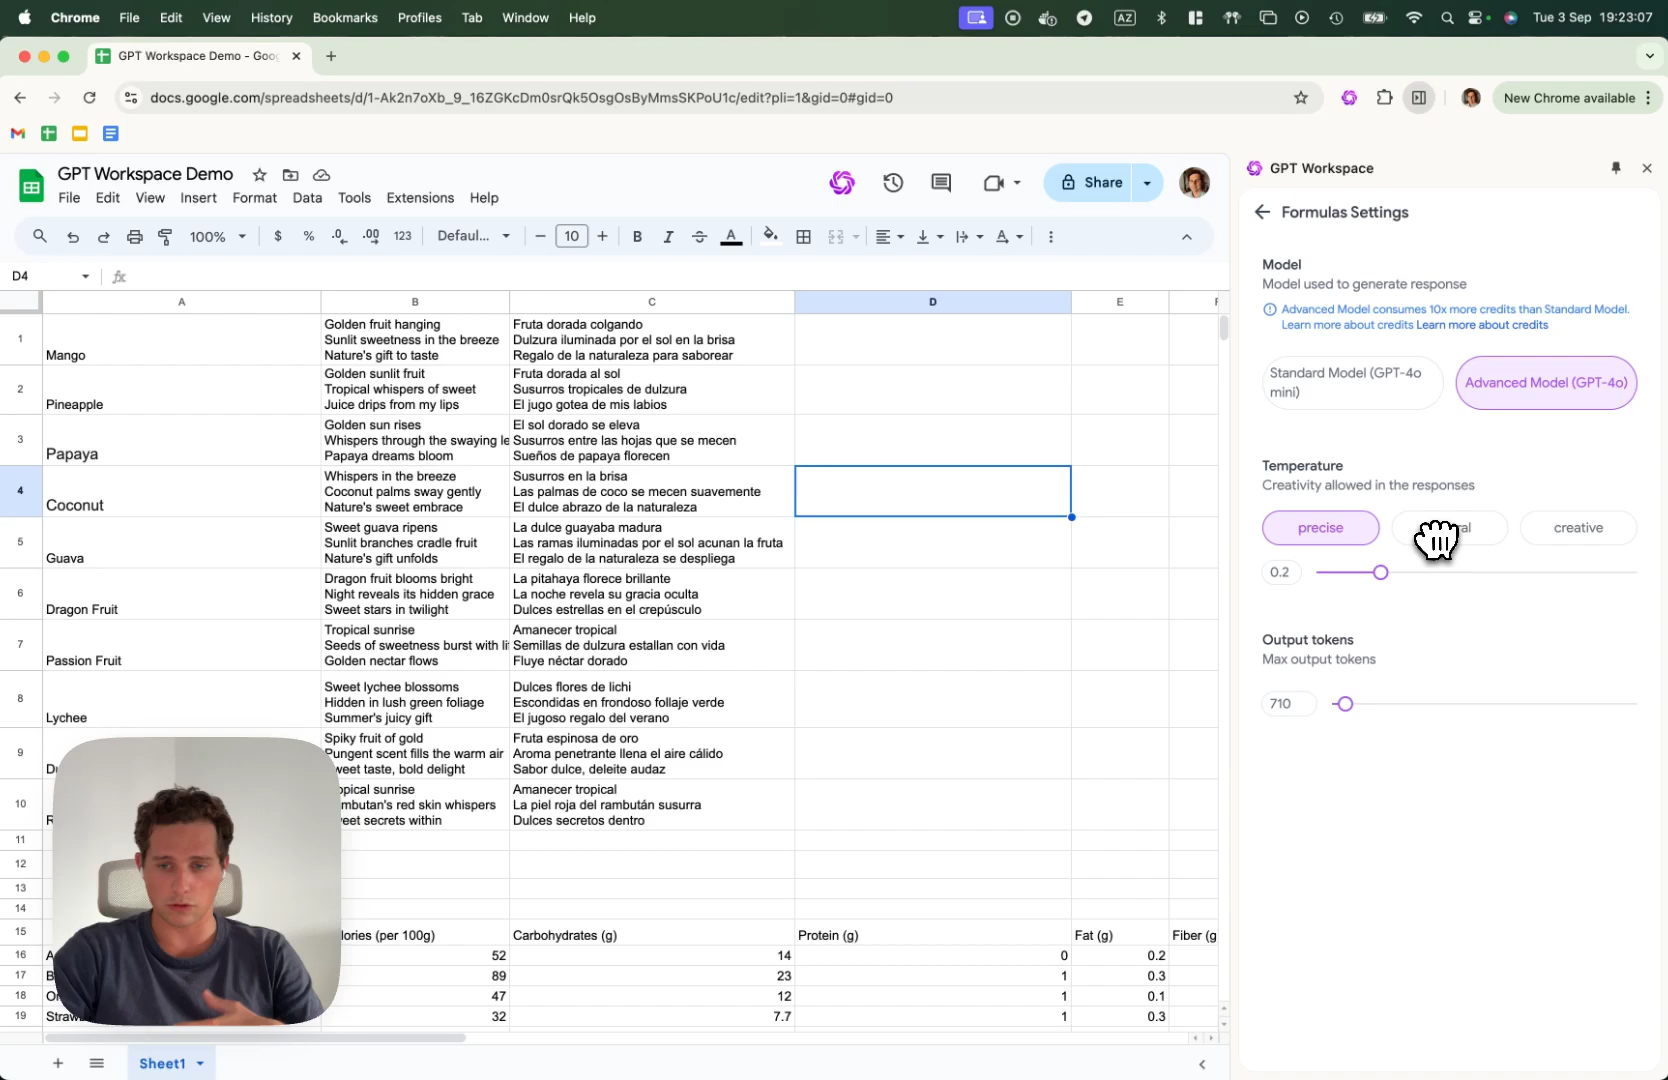 Chrome File Edit View History Bookmarks Profiles Tab Window Help
AZ
Tue 3 Sep 19:23:07
GPT Workspace Demo - Goog
docs.google.com/spreadsheets/d/1-Ak2n7oXb_9_16ZGKcDm0srQk5OsgOsByMmsSKPoU1c/edit?pli=1&gid=0#gid=0
New Chrome available
GPT Workspace Demo
File Edit View Insert Format Data Tools Extensions Help
Share
100% $ % .0 .00 123 Defaul... 10 B I A
D4
fx
A B C D E
1
Mango
Golden fruit hanging
Sunlit sweetness in the breeze
Nature's gift to taste
Fruta dorada colgando
Dulzura iluminada por el sol en la brisa
Regalo de la naturaleza para saborear
2
Pineapple
Golden sunlit fruit
Tropical whispers of sweet
Juice drips from my lips
Fruta dorada al sol
Susurros tropicales de dulzura
El jugo gotea de mis labios
3
Papaya
Golden sun rises
Whispers through the swaying le
Papaya dreams bloom
El sol dorado se eleva
Susurros entre las hojas que se mecen
Sueños de papaya florecen
4
Coconut
Whispers in the breeze
Coconut palms sway gently
Nature's sweet embrace
Susurros en la brisa
Las palmas de coco se mecen suavemente
El dulce abrazo de la naturaleza
5
Guava
Sweet guava ripens
Sunlit branches cradle fruit
Nature's gift unfolds
La dulce guayaba madura
Las ramas iluminadas por el sol acunan la fruta
El regalo de la naturaleza se despliega
6
Dragon Fruit
Dragon fruit blooms bright
Night reveals its hidden grace
Sweet stars in twilight
La pitahaya florece brillante
La noche revela su gracia oculta
Dulces estrellas en el crepúsculo
7
Passion Fruit
Tropical sunrise
Seeds of sweetness burst with li
Golden nectar flows
Amanecer tropical
Semillas de dulzura estallan con vida
Fluye néctar dorado
8
Lychee
Sweet lychee blossoms
Hidden in lush green foliage
Summer's juicy gift
Dulces flores de lichi
Escondidas en frondoso follaje verde
El jugoso regalo del verano
9
Spiky fruit of gold
Pungent scent fills the warm air
weet taste, bold delight
Fruta espinosa de oro
Aroma penetrante llena el aire cálido
Sabor dulce, deleite audaz
10
opical sunrise
mbutan's red skin whispers
weet secrets within
Amanecer tropical
La piel roja del rambután susurra
Dulces secretos dentro
11
12
13
14
15 lories (per 100g) Carbohydrates (g) Protein (g) Fat (g) Fiber (g
16 52 14 0 0.2
17 89 23 1 0.3
18 47 12 1 0.1
19 Straw 32 7.7 1 0.3
Sheet1
GPT Workspace
Formulas Settings
Model
Model used to generate response
Advanced Model consumes 10x more credits than Standard Model.
Learn more about credits Learn more about credits
Standard Model (GPT-4o
mini)
Advanced Model (GPT-4o)
Temperature
Creativity allowed in the responses
precise
creative
0.2
Output tokens
Max output tokens
710